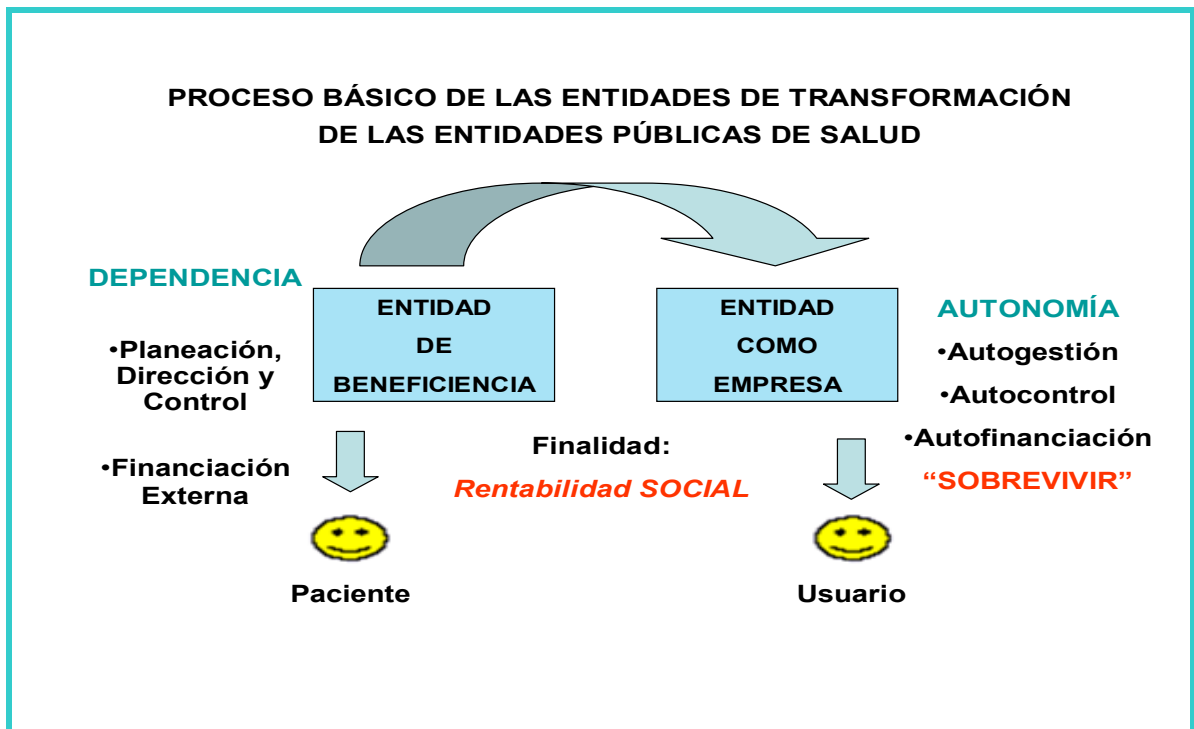 PROCESO BÁSICO DE LAS ENTIDADES DE TRANSFORMACIÓN
DE LAS ENTIDADES PÚBLICAS DE SALUD
DEPENDENCIA
•Planeación,
Dirección y
Control
•Financiación
Externa
ENTIDAD
DE
BENEFICIENCIA
Paciente
Finalidad:
Rentabilidad SOCIAL
ENTIDAD
COMO
EMPRESA
Usuario
AUTONOMÍA
•Autogestión
•Autocontrol
•Autofinanciación
“SOBREVIVIR”